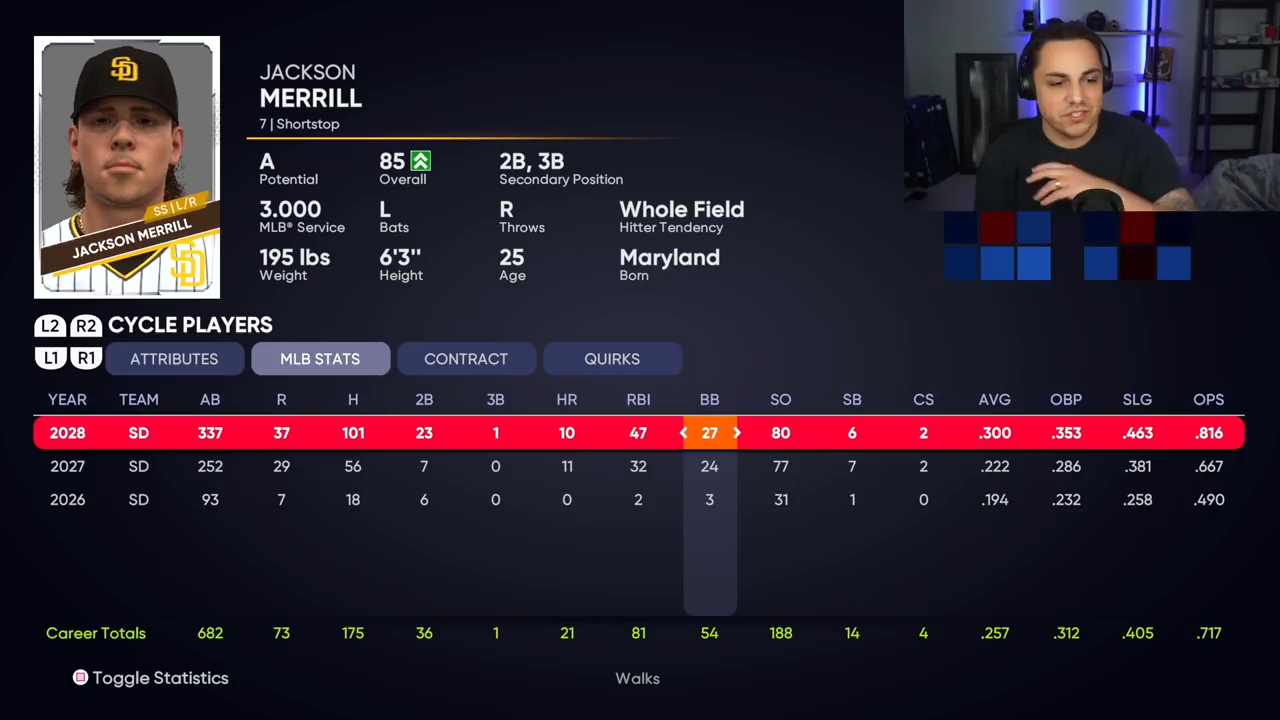 JACKSON
MERRILL
7 | Shortstop
A
Potential
85
Overall
2B, 3B
Secondary Position
3.000
MLB® Service
L
Bats
R
Throws
Whole Field
Hitter Tendency
195 lbs
Weight
6'3"
Height
25
Age
Maryland
Born
SD
SS | L/R
JACKSON MERRILL
SD
L2 R2 CYCLE PLAYERS
L1 R1 ATTRIBUTES MLB STATS CONTRACT QUIRKS
YEAR TEAM AB R H 2B 3B HR RBI BB SO SB CS AVG OBP SLG OPS
2028 SD 337 37 101 23 1 10 47 27 80 6 2 .300 .353 .463 .816
2027 SD 252 29 56 7 0 11 32 24 77 7 2 .222 .286 .381 .667
2026 SD 93 7 18 6 0 0 2 3 31 1 0 .194 .232 .258 .490
Career Totals 682 73 175 36 1 21 81 54 188 14 4 .257 .312 .405 .717
Toggle Statistics
Walks